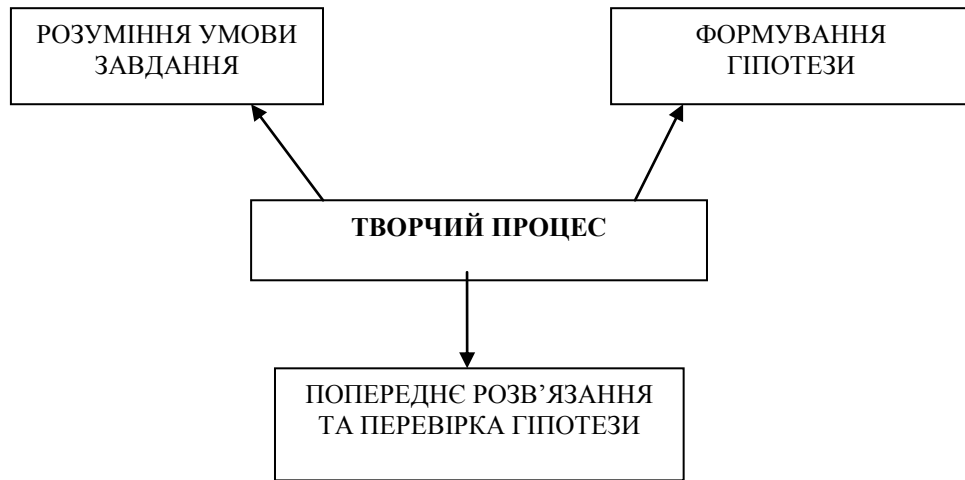 РОЗУМІННЯ УМОВИ
ЗАВДАННЯ
ФОРМУВАННЯ
ГІПОТЕЗИ
ТВОРЧИЙ ПРОЦЕС
ПОПЕРЕДНЄ РОЗВ’ЯЗАННЯ
ТА ПЕРЕВІРКА ГІПОТЕЗИ